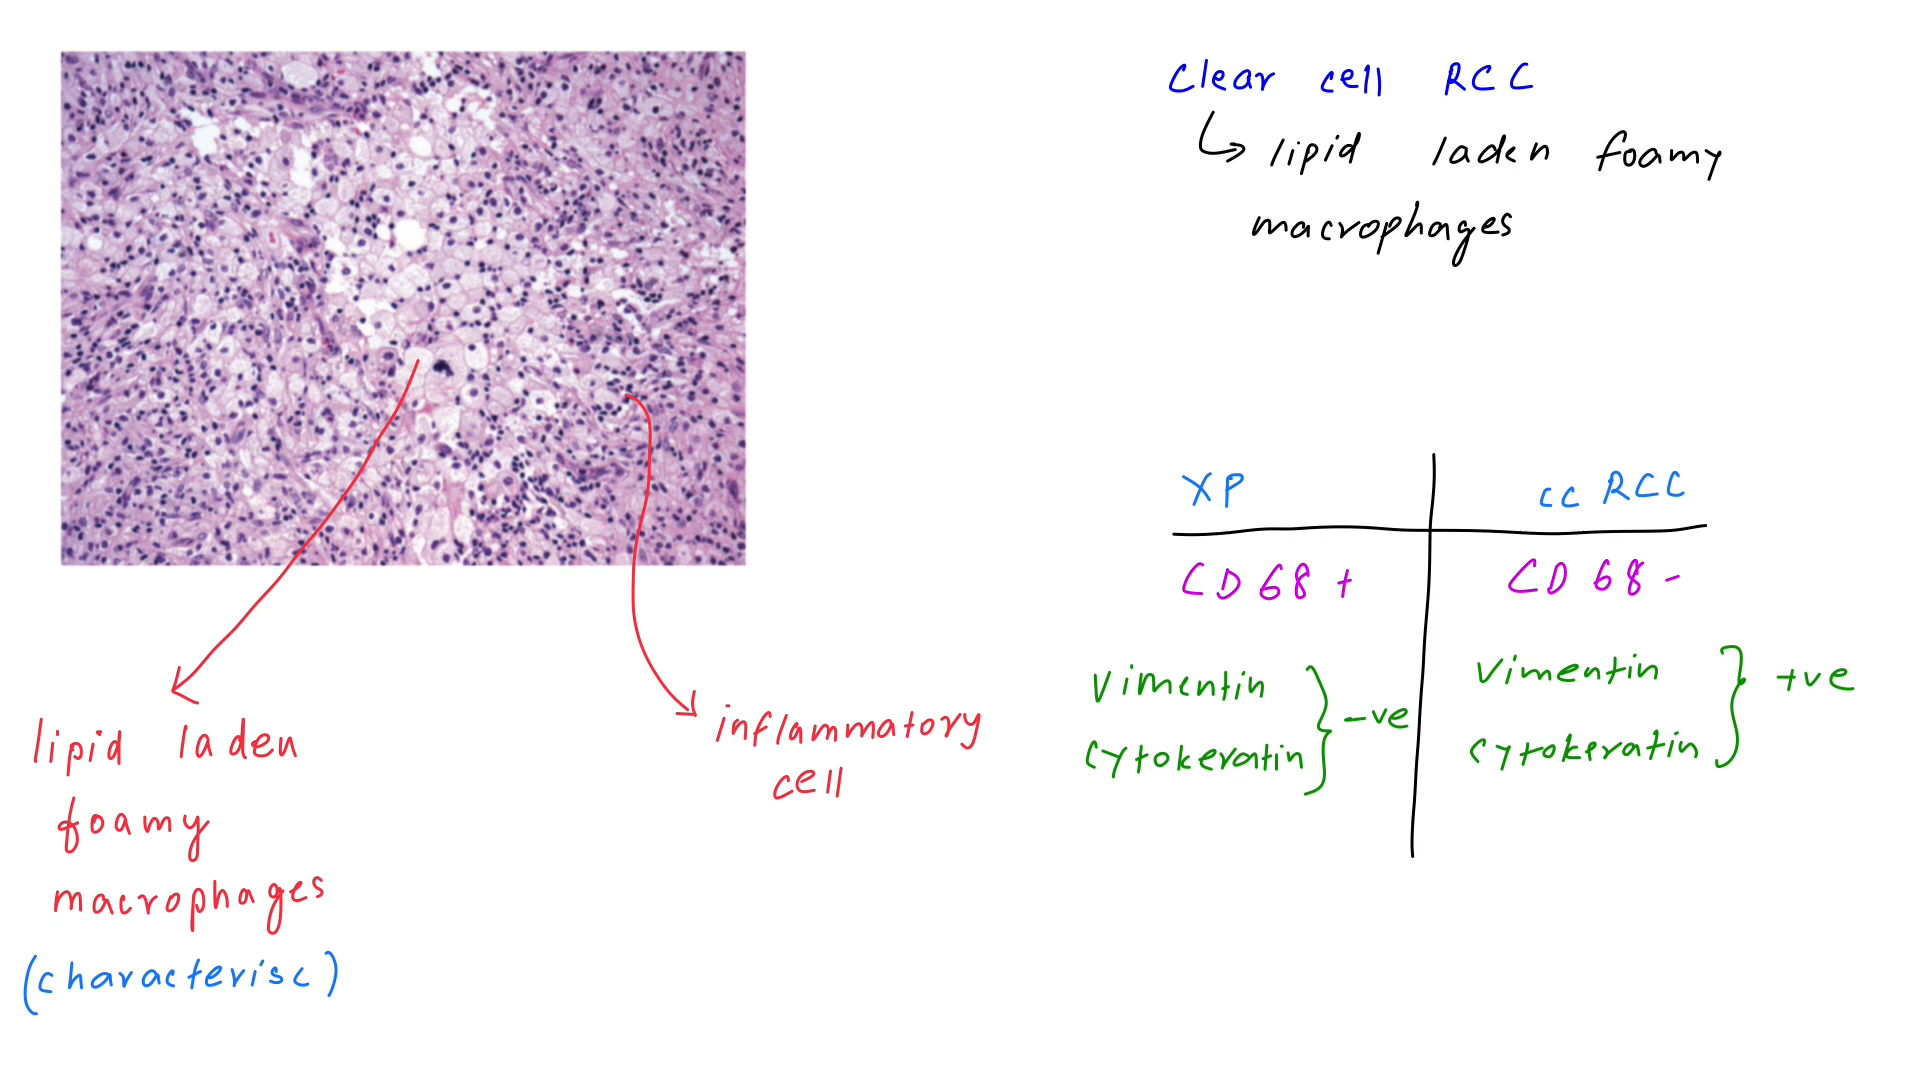 lipid laden
foamy
macrophages
(characterisc)
inflammatory
cell
Clear cell RCC
lipid laden foamy
macrophages
XP
cc RCC
CD 68 +
CD 68 -
Vimentin
Cytokeratin
-ve
Vimentin
Cytokeratin
+ve